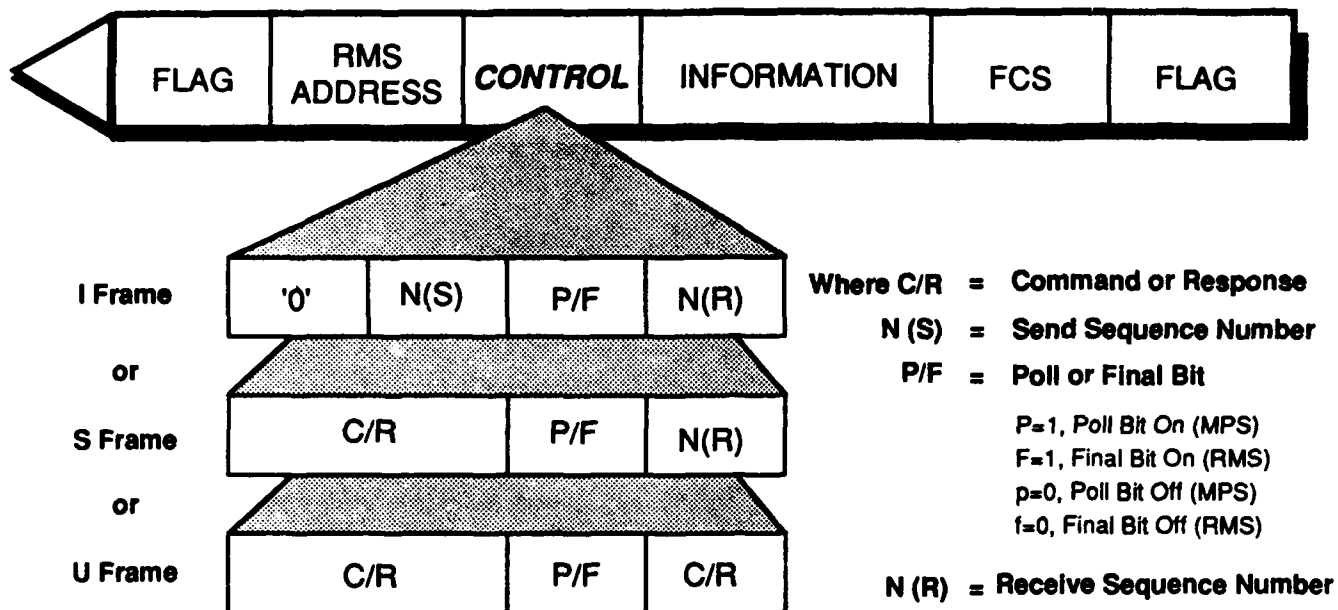 FLAG RMS ADDRESS CONTROL INFORMATION FCS FLAG
I Frame '0' N(S) P/F N(R)
or
S Frame C/R P/F N(R)
or
U Frame C/R P/F C/R
Where C/R = Command or Response
N (S) = Send Sequence Number
P/F = Poll or Final Bit
P=1, Poll Bit On (MPS)
F=1, Final Bit On (RMS)
p=0, Poll Bit Off (MPS)
f=0, Final Bit Off (RMS)
N (R) = Receive Sequence Number